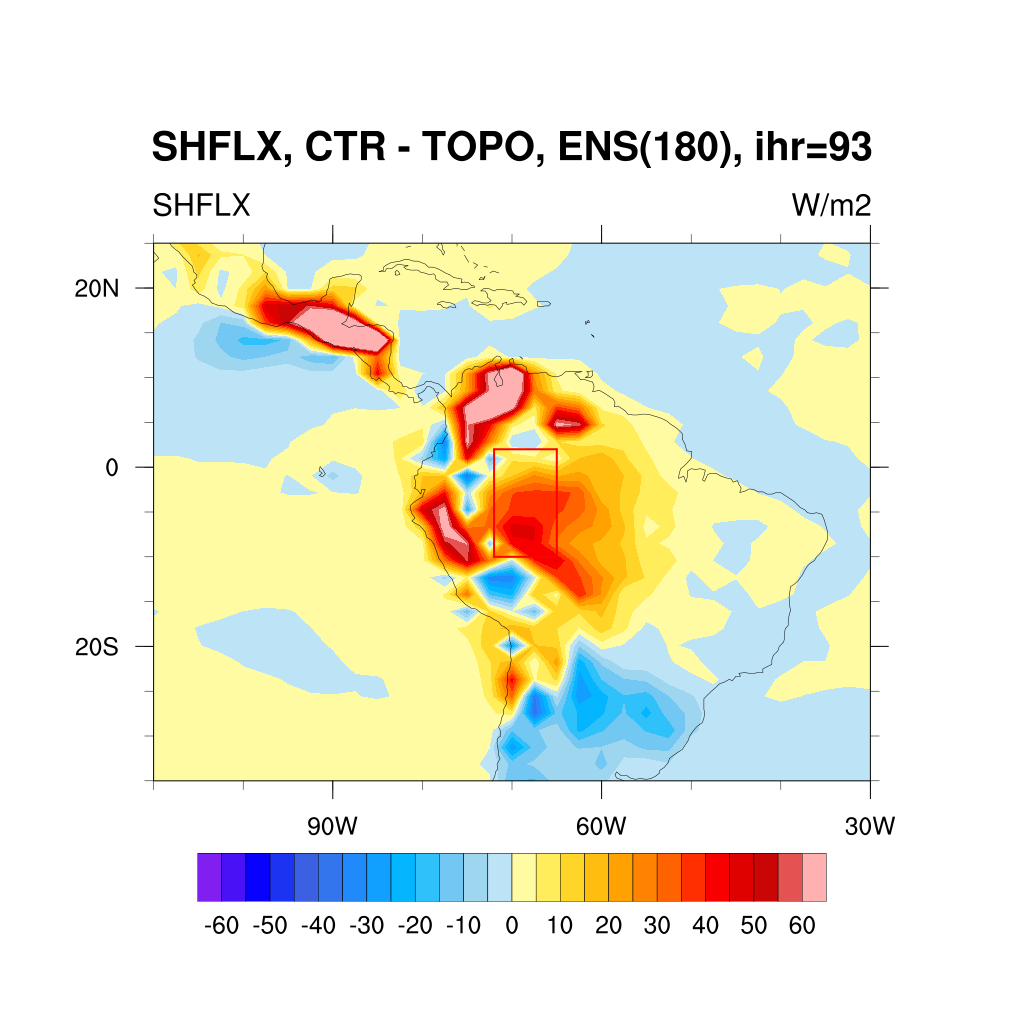 SHFLX, CTR - TOPO, ENS(180), ihr=93
SHFLX W/m2
20N
0
20S
90W 60W 30W
-60 -50 -40 -30 -20 -10 0 10 20 30 40 50 60